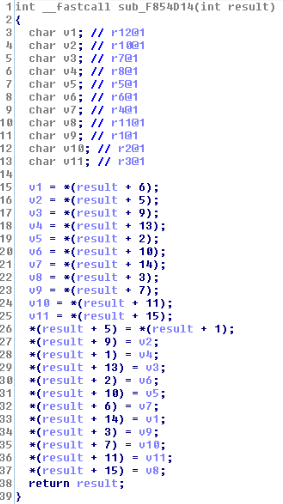 1 int __fastcall sub_F854D14(int result)
2 {
3 char v1; // r12@1
4 char v2; // r10@1
5 char v3; // r7@1
6 char v4; // r8@1
7 char v5; // r5@1
8 char v6; // r6@1
9 char v7; // r4@1
10 char v8; // r11@1
11 char v9; // r1@1
12 char v10; // r2@1
13 char v11; // r3@1
14
15 v1 = *(result + 6);
16 v2 = *(result + 5);
17 v3 = *(result + 9);
18 v4 = *(result + 13);
19 v5 = *(result + 2);
20 v6 = *(result + 10);
21 v7 = *(result + 14);
22 v8 = *(result + 3);
23 v9 = *(result + 7);
24 v10 = *(result + 11);
25 v11 = *(result + 15);
26 *(result + 5) = *(result + 1);
27 *(result + 9) = v2;
28 *(result + 1) = v4;
29 *(result + 13) = v3;
30 *(result + 2) = v6;
31 *(result + 10) = v5;
32 *(result + 6) = v7;
33 *(result + 14) = v1;
34 *(result + 3) = v9;
35 *(result + 7) = v10;
36 *(result + 11) = v11;
37 *(result + 15) = v8;
38 return result;
39 }